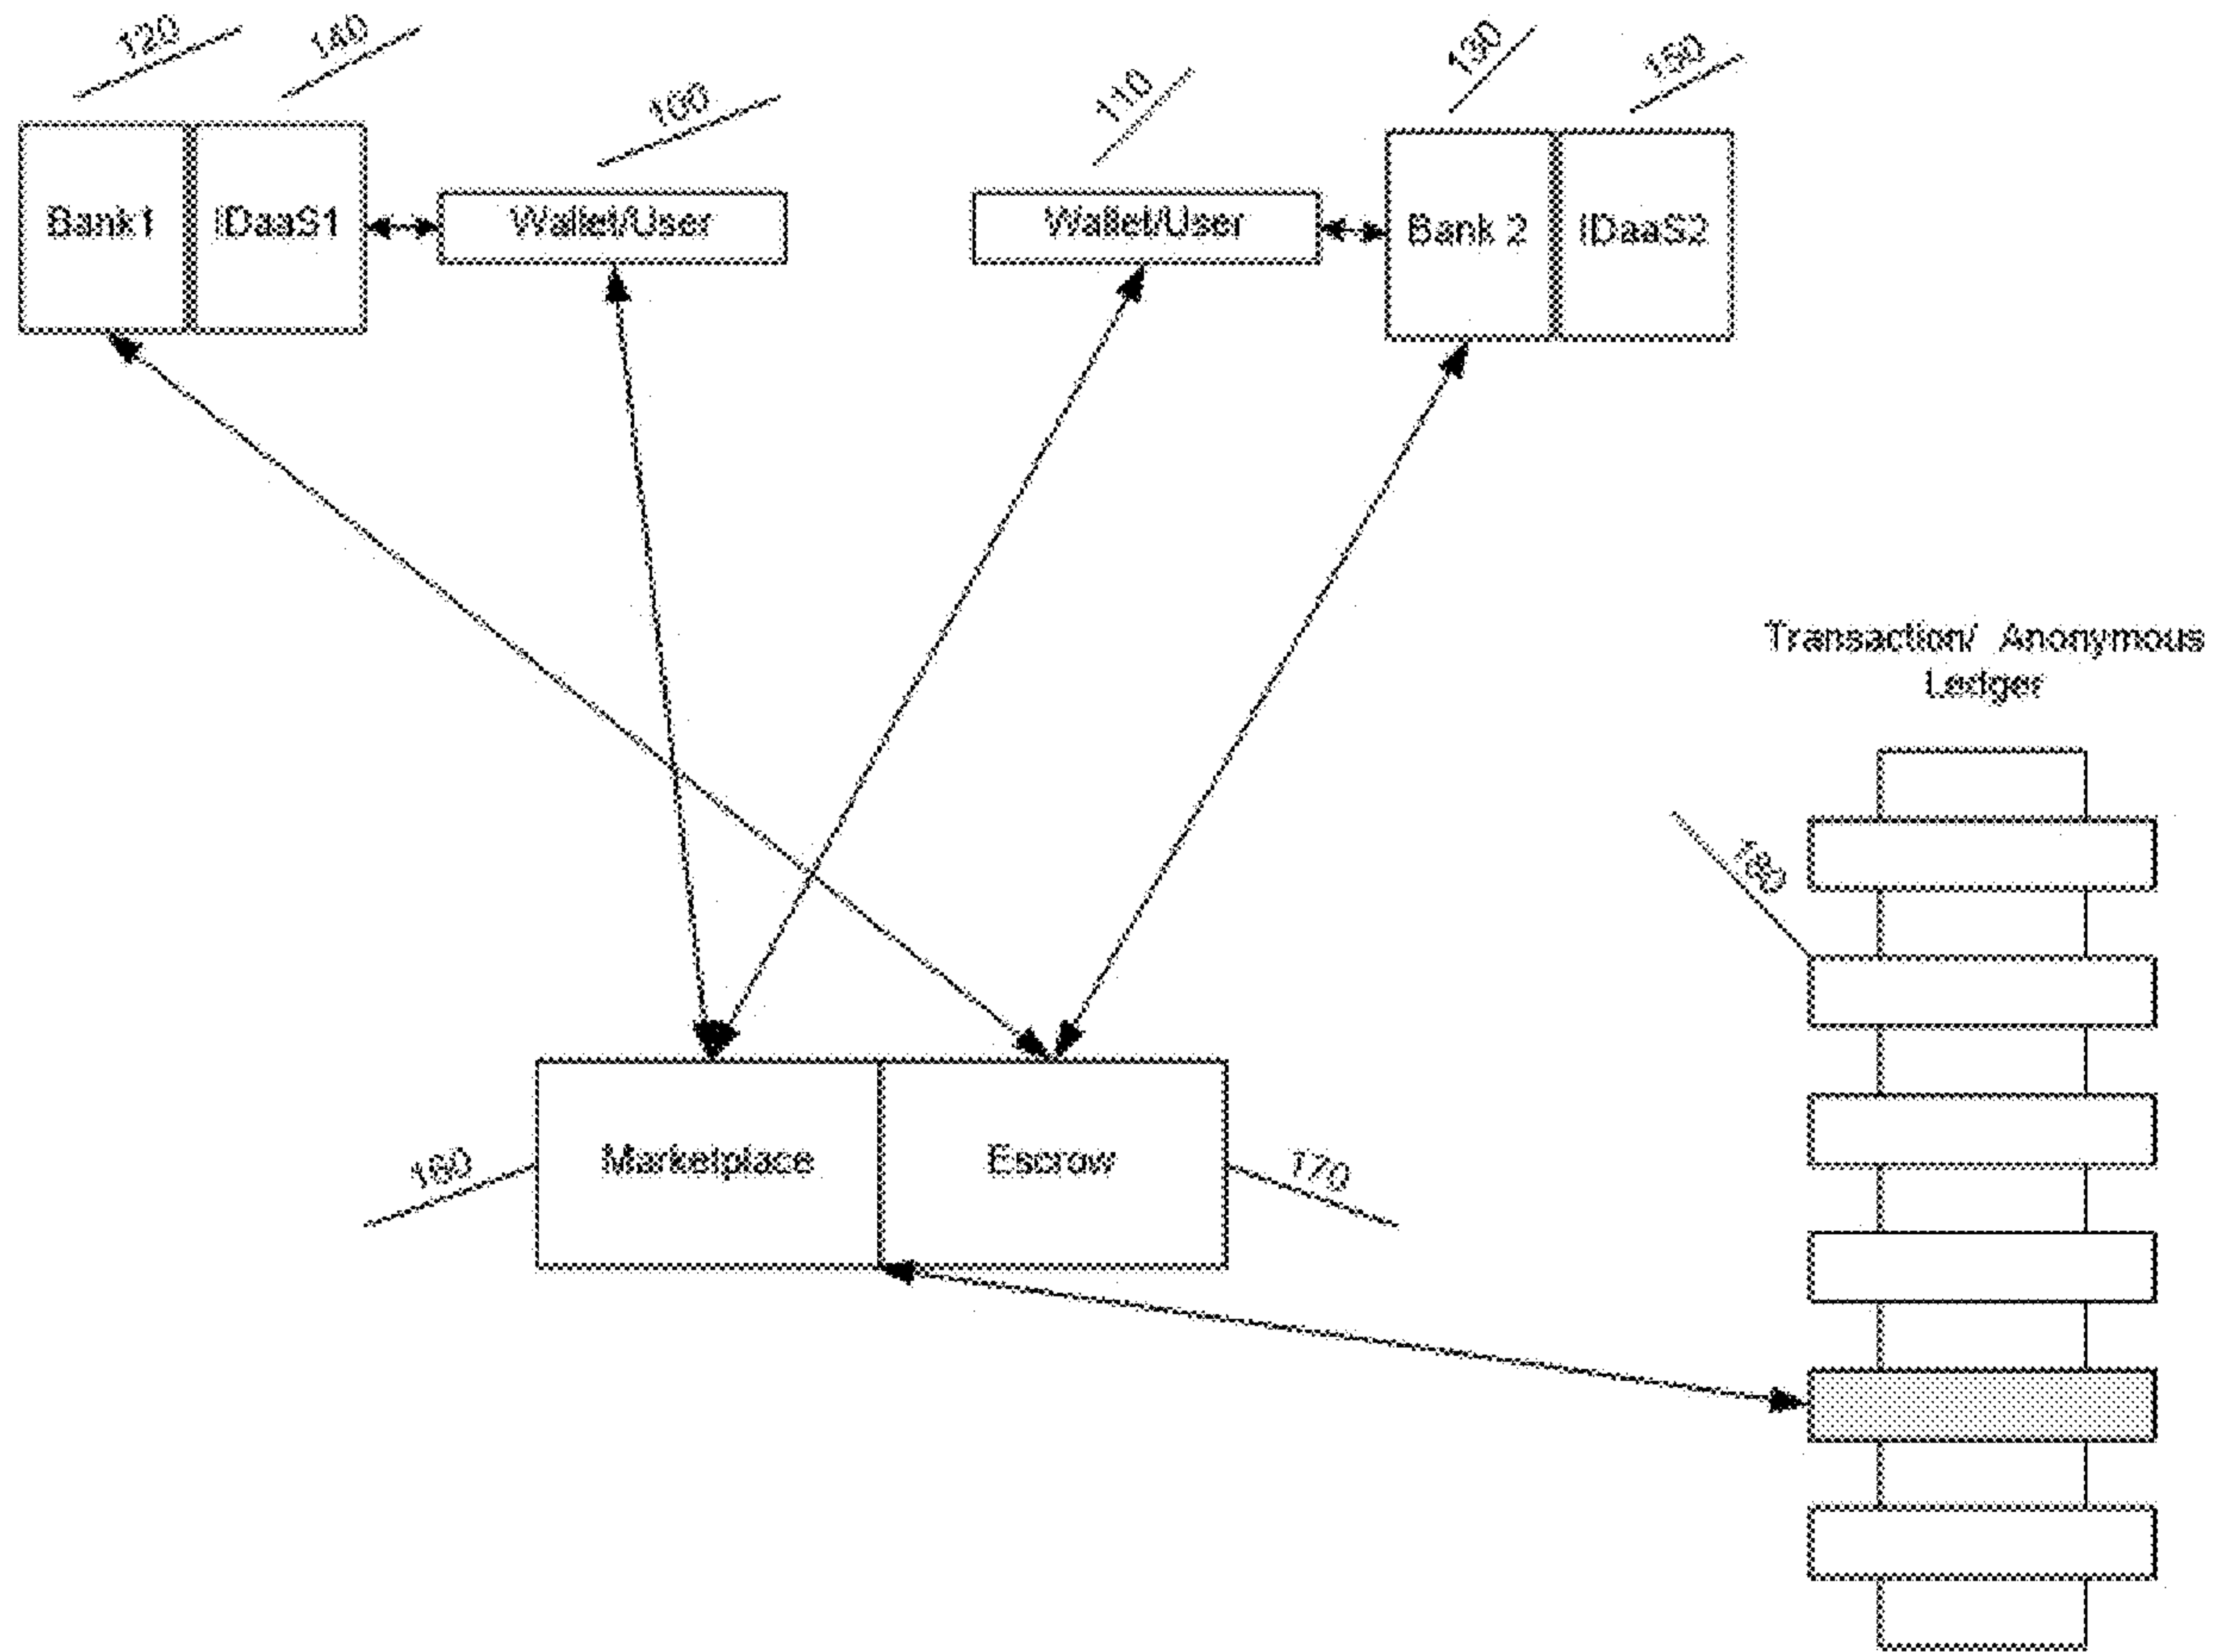 120
140
100
110
130
150
Bank1
IDaaS1
Wallet/User
Wallet/User
Bank 2
IDaaS2
Transaction/ Anonymous
Ledger
180
160
Marketplace
Escrow
170